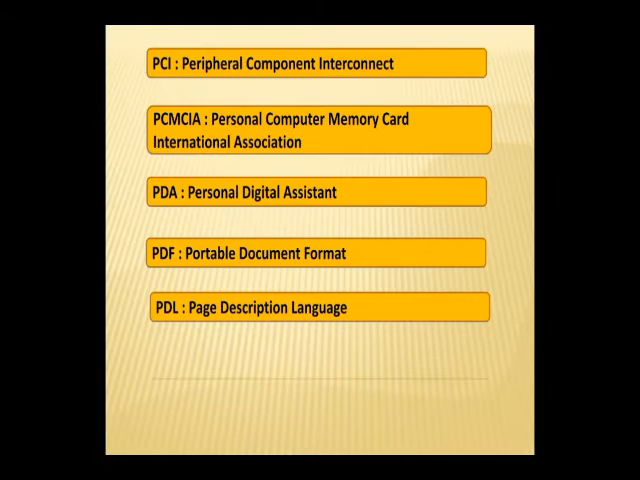 PCI : Peripheral Component Interconnect
PCMCIA : Personal Computer Memory Card
International Association
PDA : Personal Digital Assistant
PDF : Portable Document Format
PDL : Page Description Language